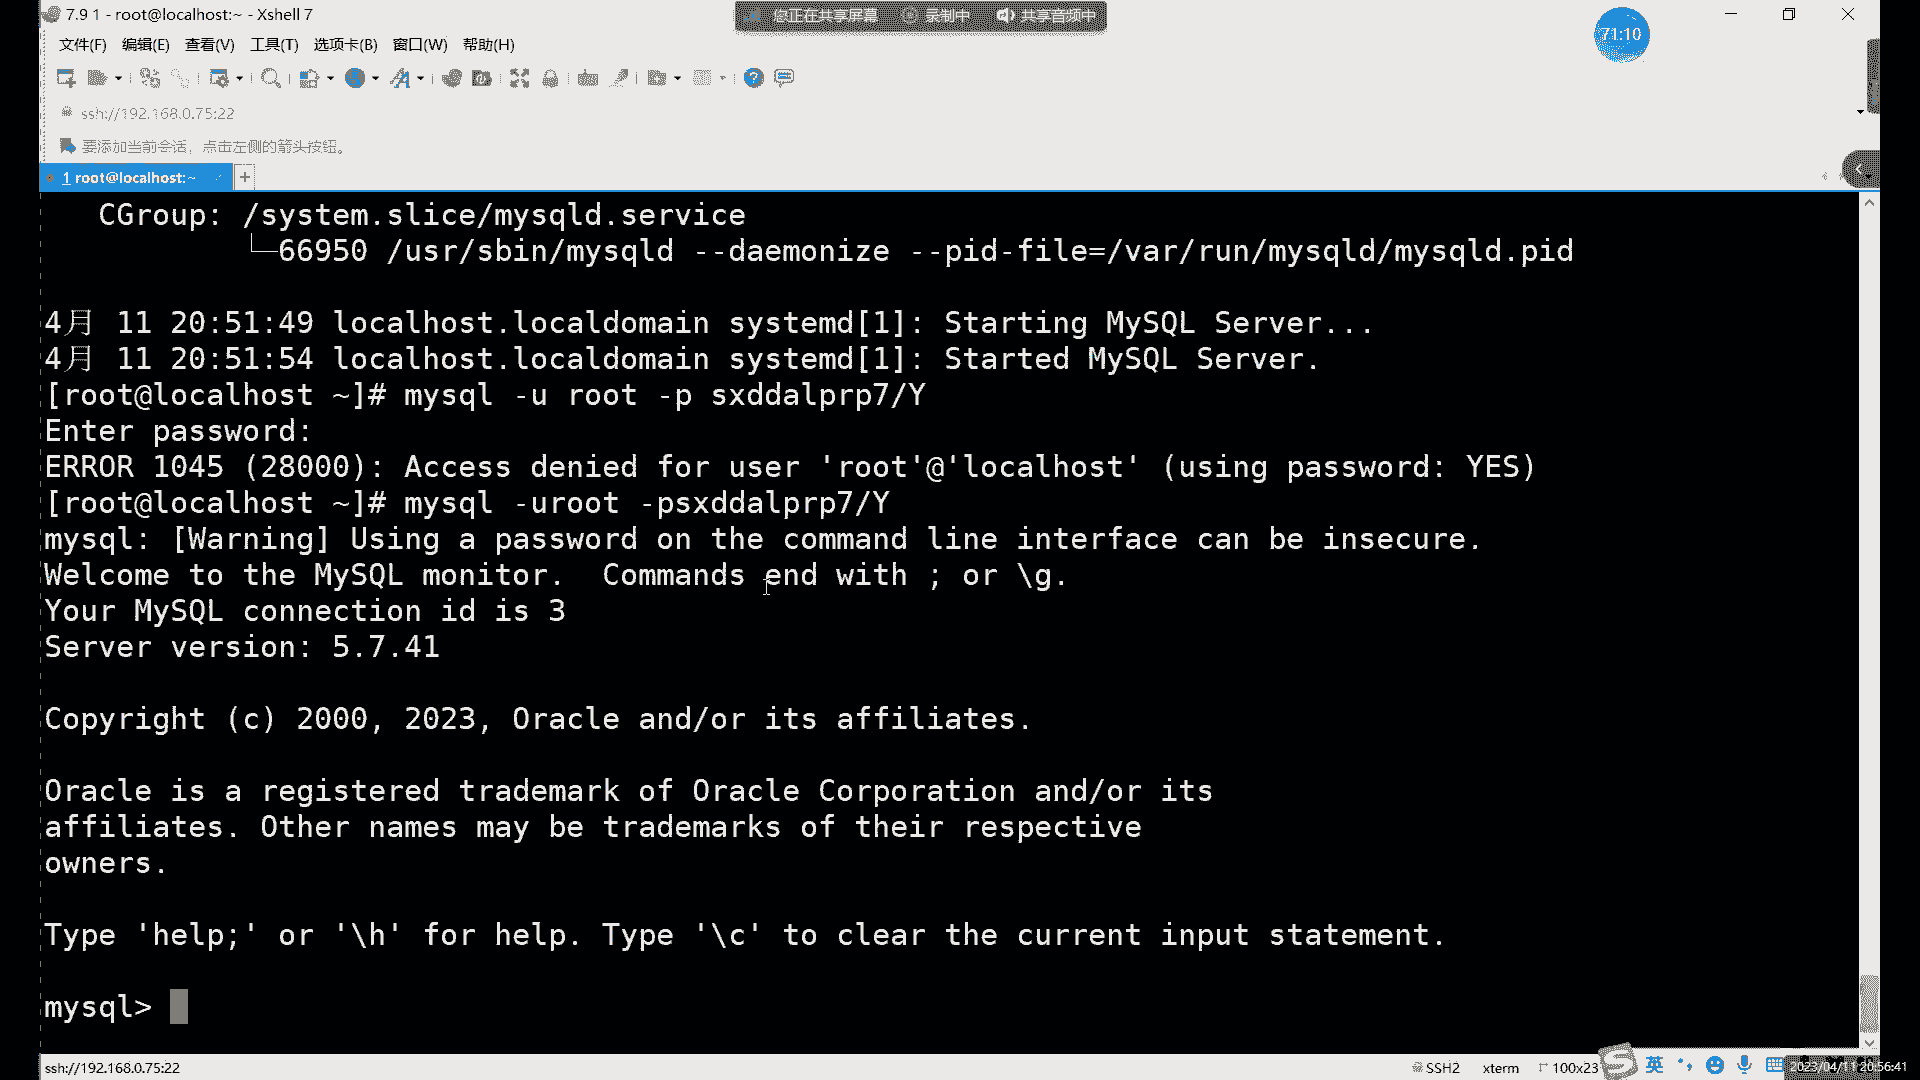 7.9 1 - root@localhost:~ - Xshell 7
您正在共享屏幕 录制中 共享音频中
71:10
文件(F) 编辑(E) 查看(V) 工具(T) 选项卡(B) 窗口(W) 帮助(H)
ssh://192.168.0.75:22
要添加当前会话，点击左侧的箭头按钮。
1 root@localhost:~ +
CGroup: /system.slice/mysqld.service
└─66950 /usr/sbin/mysqld --daemonize --pid-file=/var/run/mysqld/mysqld.pid
4月 11 20:51:49 localhost.localdomain systemd[1]: Starting MySQL Server...
4月 11 20:51:54 localhost.localdomain systemd[1]: Started MySQL Server.
[root@localhost ~]# mysql -u root -p sxddalprp7/Y
Enter password:
ERROR 1045 (28000): Access denied for user 'root'@'localhost' (using password: YES)
[root@localhost ~]# mysql -uroot -psxddalprp7/Y
mysql: [Warning] Using a password on the command line interface can be insecure.
Welcome to the MySQL monitor.  Commands end with ; or \g.
Your MySQL connection id is 3
Server version: 5.7.41
Copyright (c) 2000, 2023, Oracle and/or its affiliates.
Oracle is a registered trademark of Oracle Corporation and/or its
affiliates. Other names may be trademarks of their respective
owners.
Type 'help;' or '\h' for help. Type '\c' to clear the current input statement.
mysql>
ssh://192.168.0.75:22 SSH2 xterm 100x23 英 2023/04/11 20:56:41